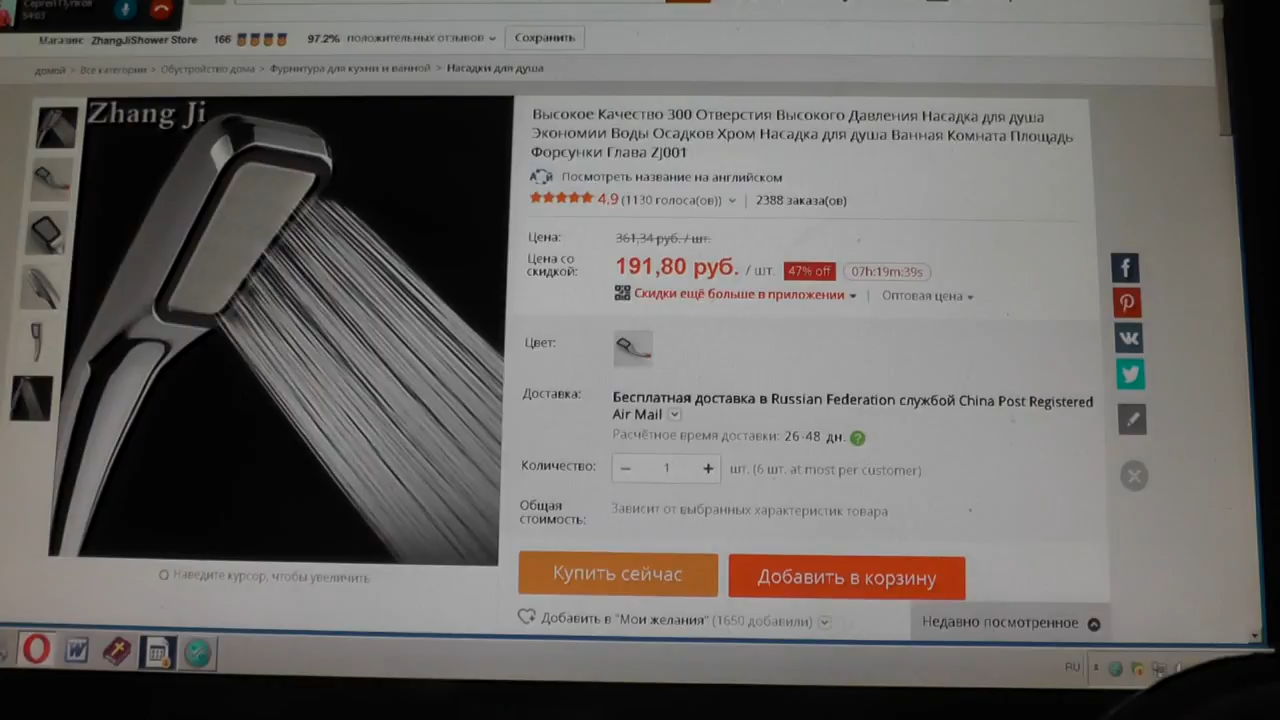 Сергей Пупков
54:03
Магазин: ZhangJiShower Store 166 97.2% положительных отзывов Сохранить
домой > Все категории > Обустройство дома > Фурнитура для кухни и ванной > Насадки для душа
Zhang Ji
Высокое Качество 300 Отверстия Высокого Давления Насадка для душа
Экономии Воды Осадков Хром Насадка для душа Ванная Комната Площадь
Форсунки Глава ZJ001
Посмотреть название на английском
4.9 (1130 голоса(ов)) | 2388 заказа(ов)
Цена: 361,34 руб. / шт.
Цена со
скидкой: 191,80 руб. / шт. 47% off 07h:19m:39s
Скидки ещё больше в приложении | Оптовая цена
Цвет:
Доставка: Бесплатная доставка в Russian Federation службой China Post Registered
Air Mail
Расчётное время доставки: 26-48 дн. ?
Количество: − 1 + шт. (6 шт. at most per customer)
Общая
стоимость: Зависит от выбранных характеристик товара
Наведите курсор, чтобы увеличить
Купить сейчас Добавить в корзину
Добавить в "Мои желания" (1650 добавили)
Недавно посмотренное
RU